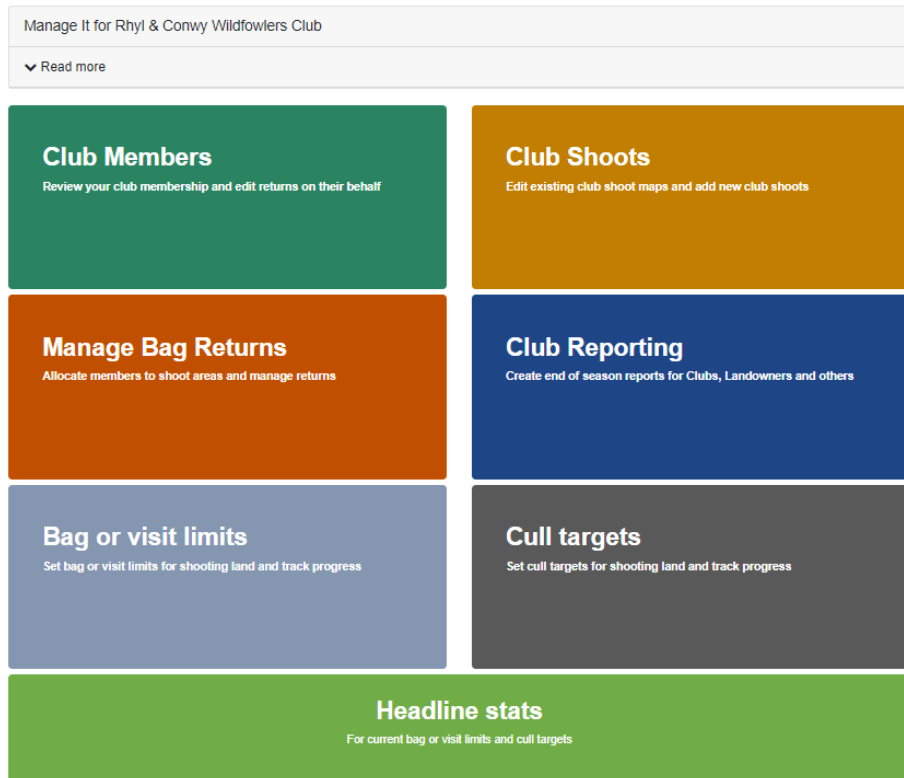 Manage It for Rhyl & Conwy Wildfowlers Club
Read more
Club Members
Review your club membership and edit returns on their behalf
Club Shoots
Edit existing club shoot maps and add new club shoots
Manage Bag Returns
Allocate members to shoot areas and manage returns
Club Reporting
Create end of season reports for Clubs, Landowners and others
Bag or visit limits
Set bag or visit limits for shooting land and track progress
Cull targets
Set cull targets for shooting land and track progress
Headline stats
For current bag or visit limits and cull targets